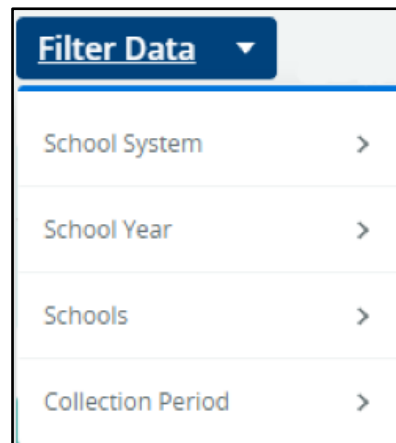 Filter Data
School System
School Year
Schools
Collection Period